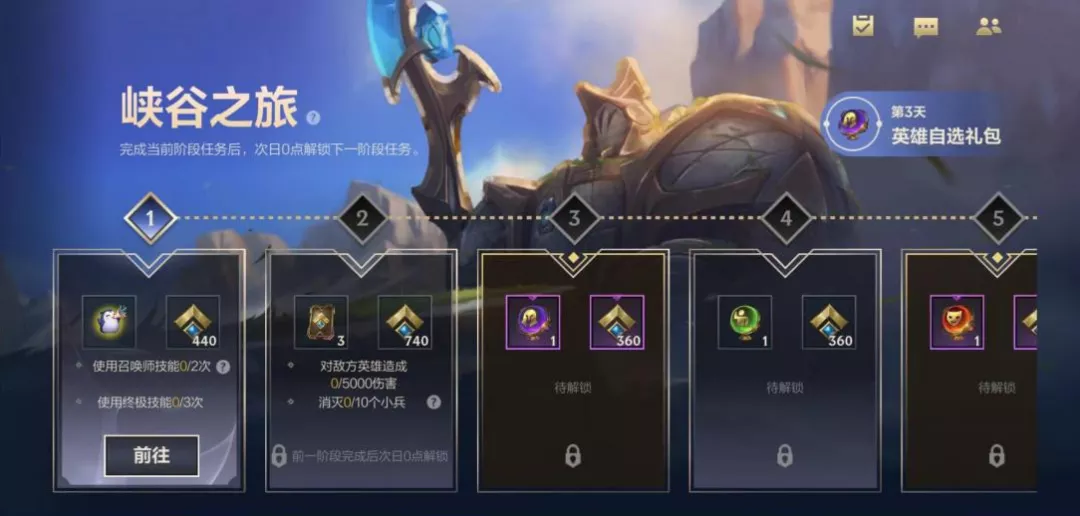 峡谷之旅 ?
完成当前阶段任务后，次日0点解锁下一阶段任务。
第3天
英雄自选礼包
1
2
3
4
5
440
使用召唤师技能0/2次 ?
使用终极技能0/3次
前往
3
740
对敌方英雄造成
0/5000伤害
消灭0/10个小兵 ?
前一阶段完成后次日0点解锁
1
360
待解锁
1
360
待解锁
1
待解锁